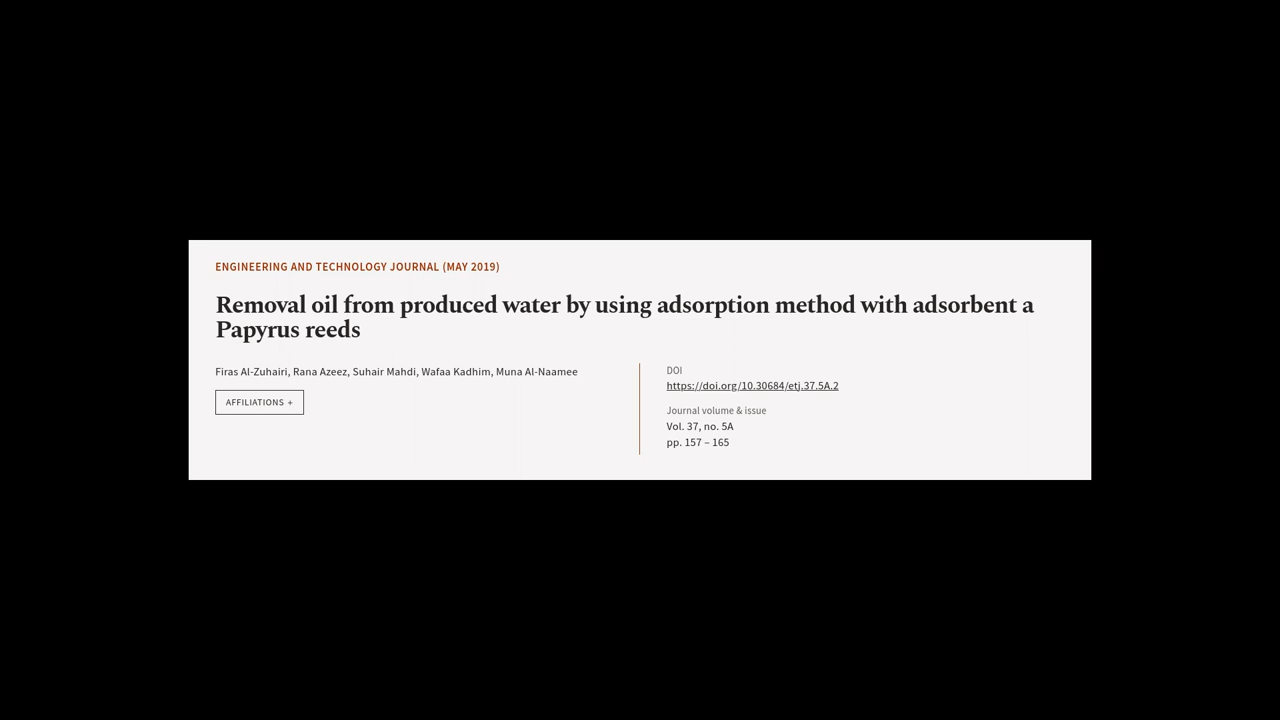 ENGINEERING AND TECHNOLOGY JOURNAL (MAY 2019)
Removal oil from produced water by using adsorption method with adsorbent a
Papyrus reeds
Firas Al-Zuhairi, Rana Azeez, Suhair Mahdi, Wafaa Kadhim, Muna Al-Naamee
AFFILIATIONS +
DOI
https://doi.org/10.30684/etj.37.5A.2
Journal volume & issue
Vol. 37, no. 5A
pp. 157 – 165